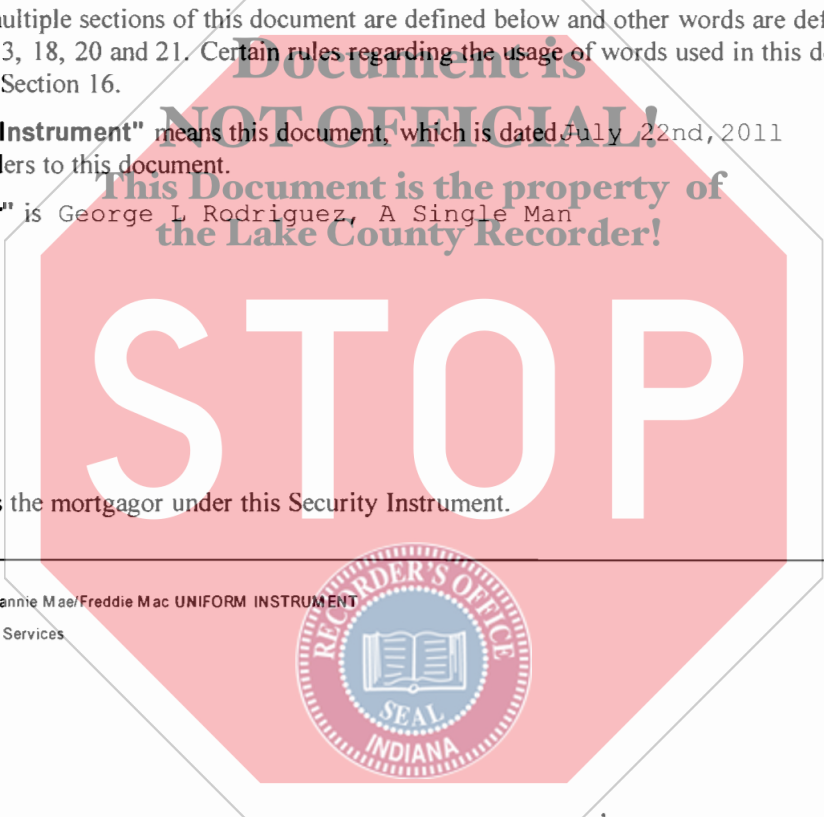 ultiple sections of this document are defined below and other words are def
3, 18, 20 and 21. Certain rules regarding the usage of words used in this d
Section 16.
Document is
Instrument" means this document, which is dated July 22nd, 2011
NOT OFFICIAL!
ers to this document.
This Document is the property of
" is George L Rodriguez, A Single Man
the Lake County Recorder!
STOP
the mortgagor under this Security Instrument.
annie Mae/Freddie Mac UNIFORM INSTRUMENT
Services
RECORDER'S OFFICE
SEAL
INDIANA